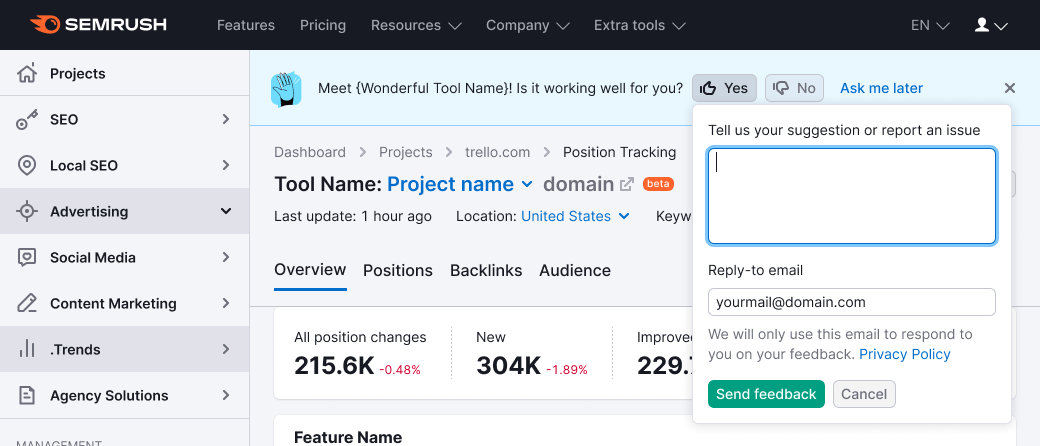 SEMRUSH
Features
Pricing
Resources
Company
Extra tools
EN
Projects
SEO
Local SEO
Advertising
Social Media
Content Marketing
.Trends
Agency Solutions
MANAGEMENT
Meet {Wonderful Tool Name}! Is it working well for you?
Yes
No
Ask me later
Dashboard
Projects
trello.com
Position Tracking
Tool Name: Project name domain beta
Last update: 1 hour ago
Location: United States
Overview
Positions
Backlinks
Audience
All position changes
215.6K -0.48%
New
304K -1.89%
Feature Name
Tell us your suggestion or report an issue
Reply-to email
yourmail@domain.com
We will only use this email to respond to
you on your feedback. Privacy Policy
Send feedback
Cancel